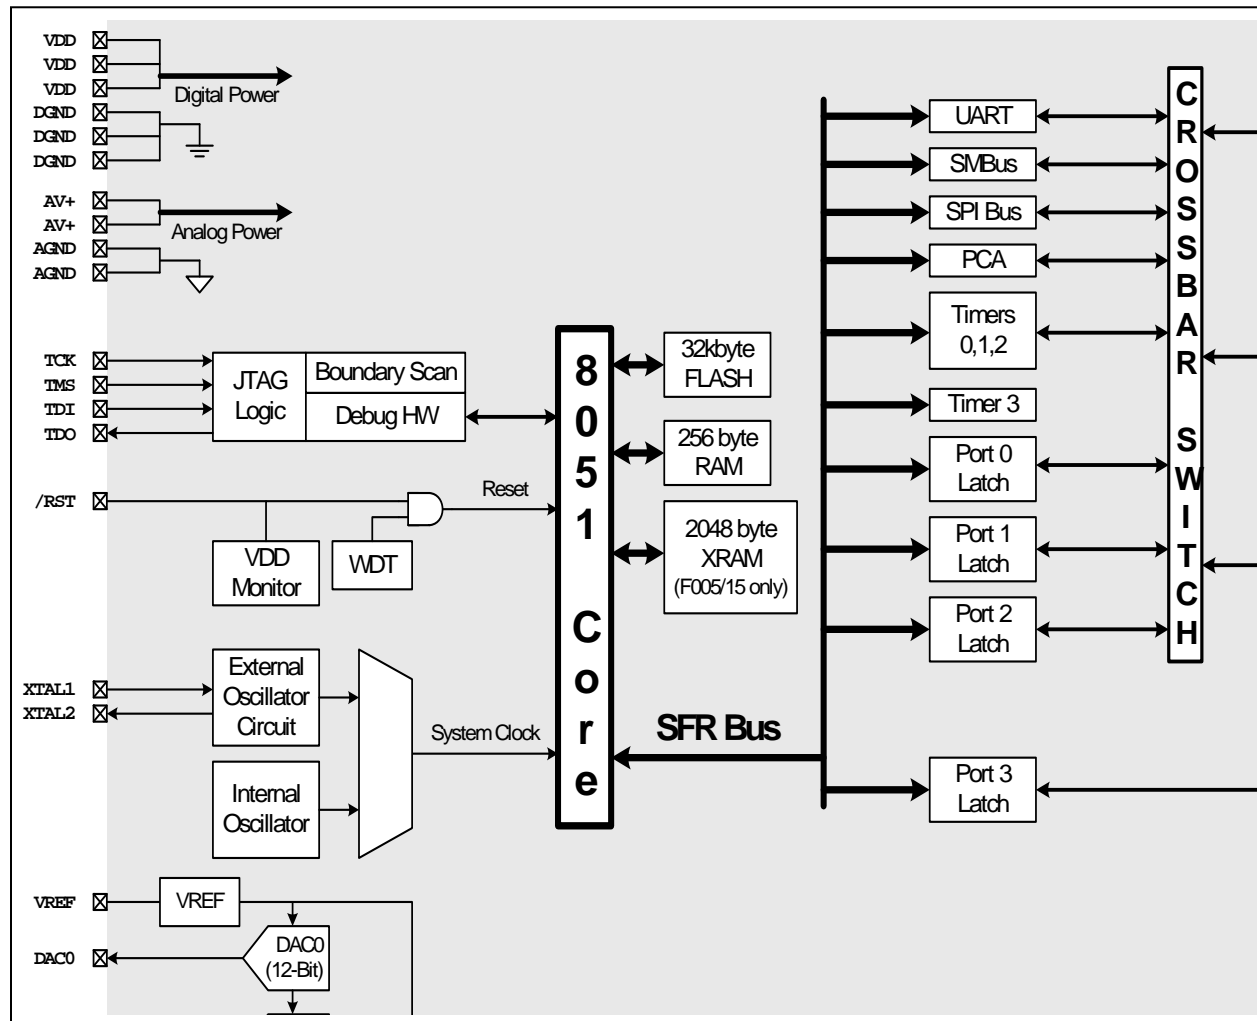 VDD
VDD
VDD
Digital Power
DGND
DGND
DGND
AV+
AV+
Analog Power
AGND
AGND
TCK
TMS
TDI
TDO
JTAG
Logic
Boundary Scan
Debug HW
/RST
Reset
VDD
Monitor
WDT
XTAL1
XTAL2
External
Oscillator
Circuit
Internal
Oscillator
System Clock
8051 Core
32kbyte
FLASH
256 byte
RAM
2048 byte
XRAM
(F005/15 only)
SFR Bus
UART
SMBus
SPI Bus
PCA
Timers
0,1,2
Timer 3
Port 0
Latch
Port 1
Latch
Port 2
Latch
Port 3
Latch
CROSSBAR SWITCH
VREF
VREF
DAC0
DAC0
(12-Bit)